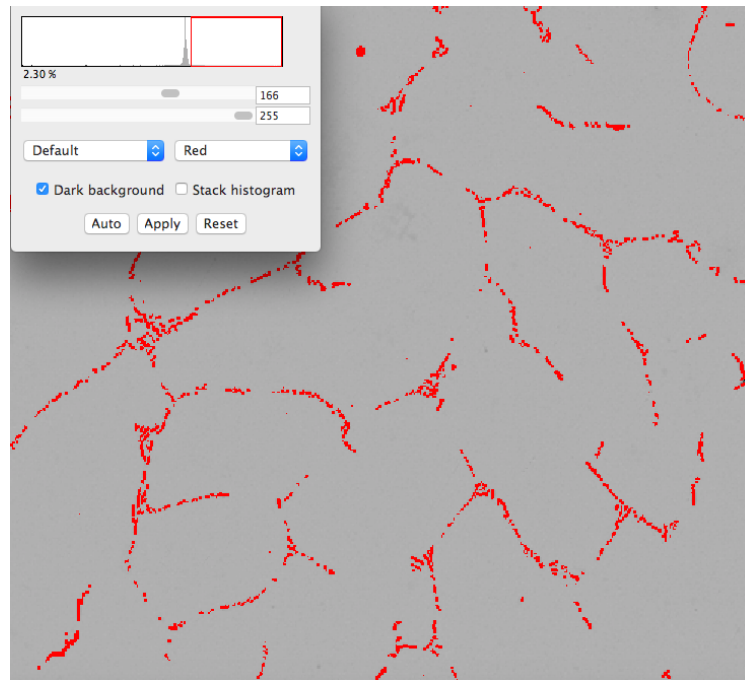 2.30 %
166
255
Default Red
Dark background Stack histogram
Auto Apply Reset